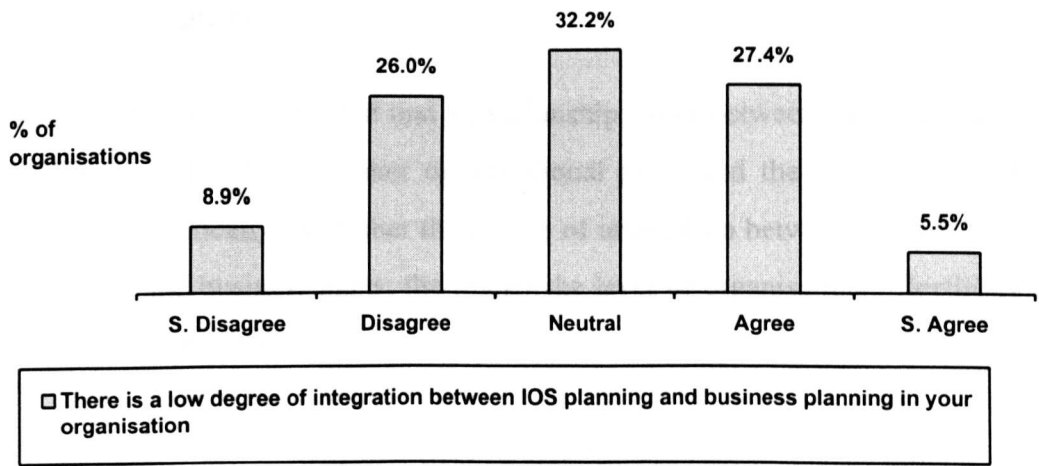 32.2%
26.0%
27.4%
% of
organisations
8.9%
5.5%
S. Disagree Disagree Neutral Agree S. Agree
There is a low degree of integration between IOS planning and business planning in your
organisation